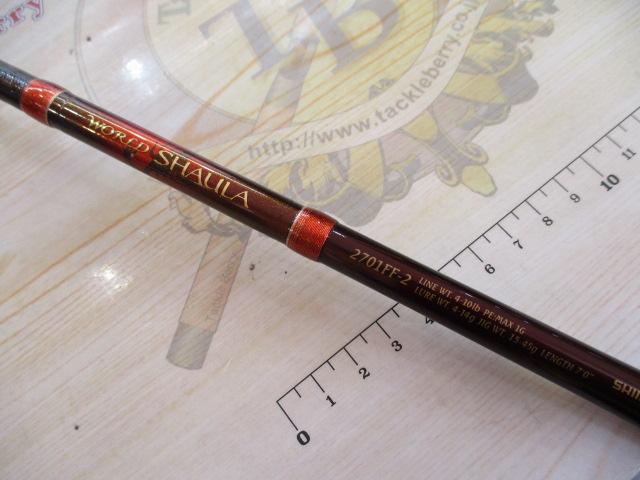 WORLD SHAULA
2701FF-2
LINE WT. 4-10lb PE:MAX 1G
LURE WT. 4-14g JIG WT. 15-45g LENGTH 7'0"
TB
http://www.tackleberry.co.jp
0 1 2 3 4 6 7 8 9 10 11